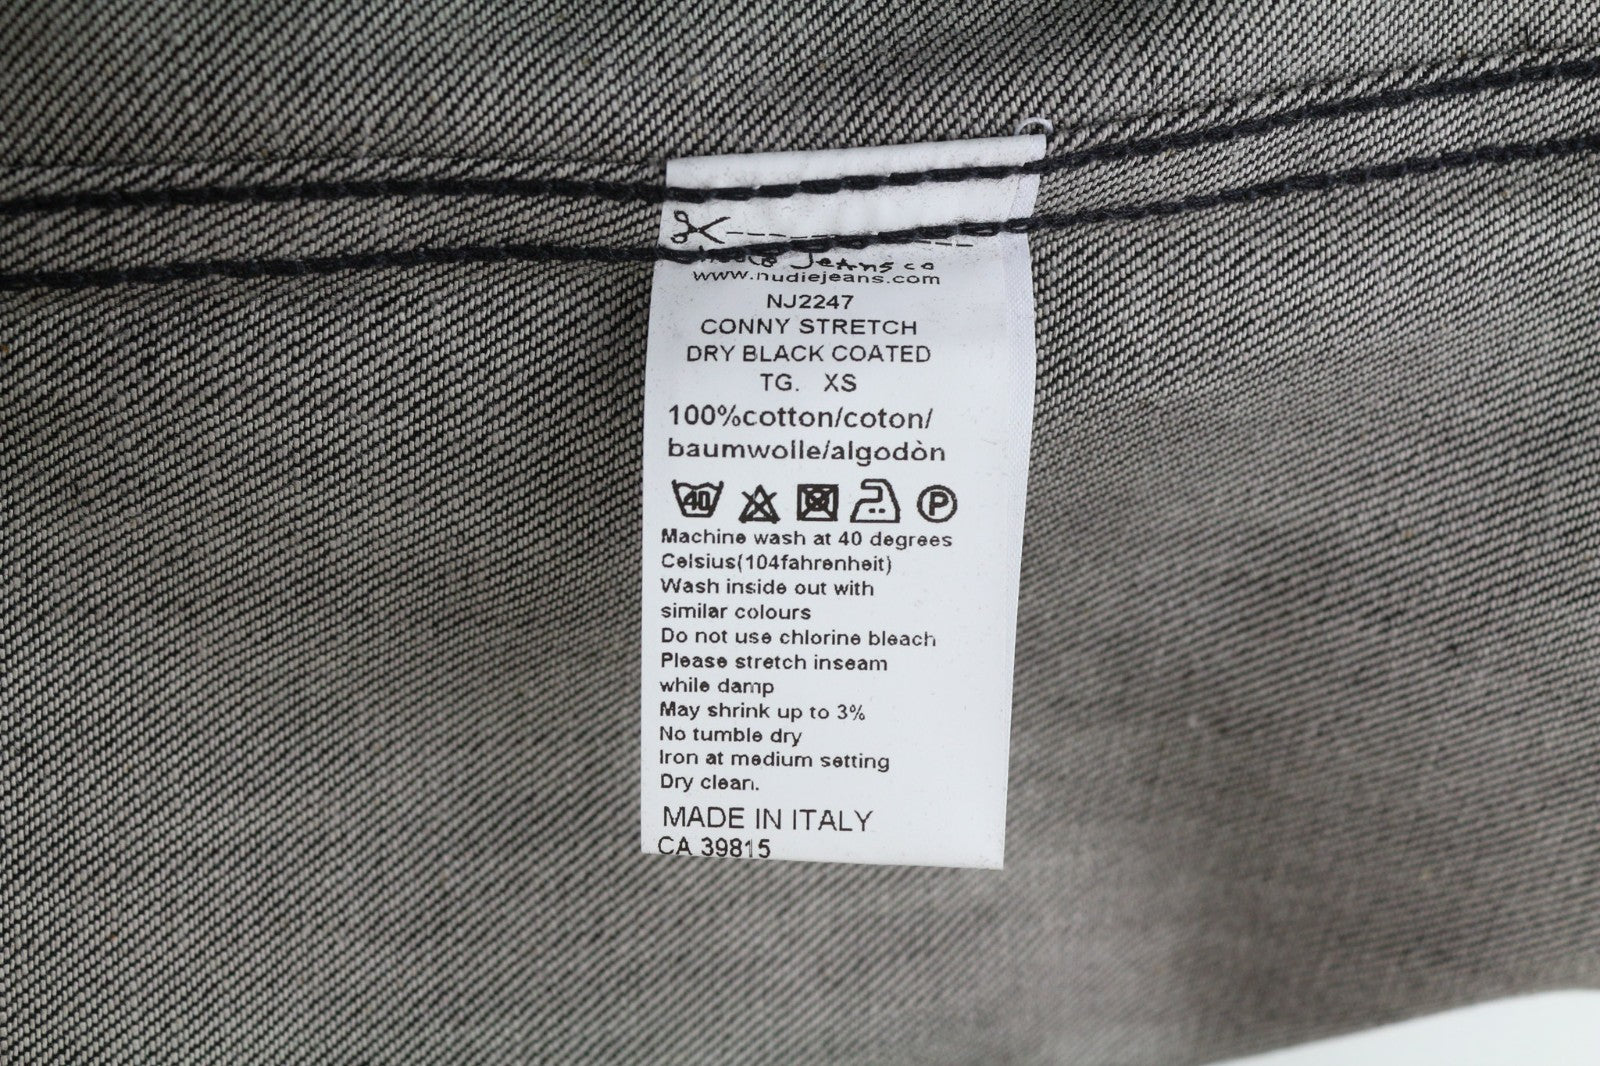 Jeans co
www.nudiejeans.com
NJ2247
CONNY STRETCH
DRY BLACK COATED
TG. XS
100%cotton/coton/
baumwolle/algodòn
40 P
Machine wash at 40 degrees
Celsius(104fahrenheit)
Wash inside out with
similar colours
Do not use chlorine bleach
Please stretch inseam
while damp
May shrink up to 3%
No tumble dry
Iron at medium setting
Dry clean.
MADE IN ITALY
CA 39815